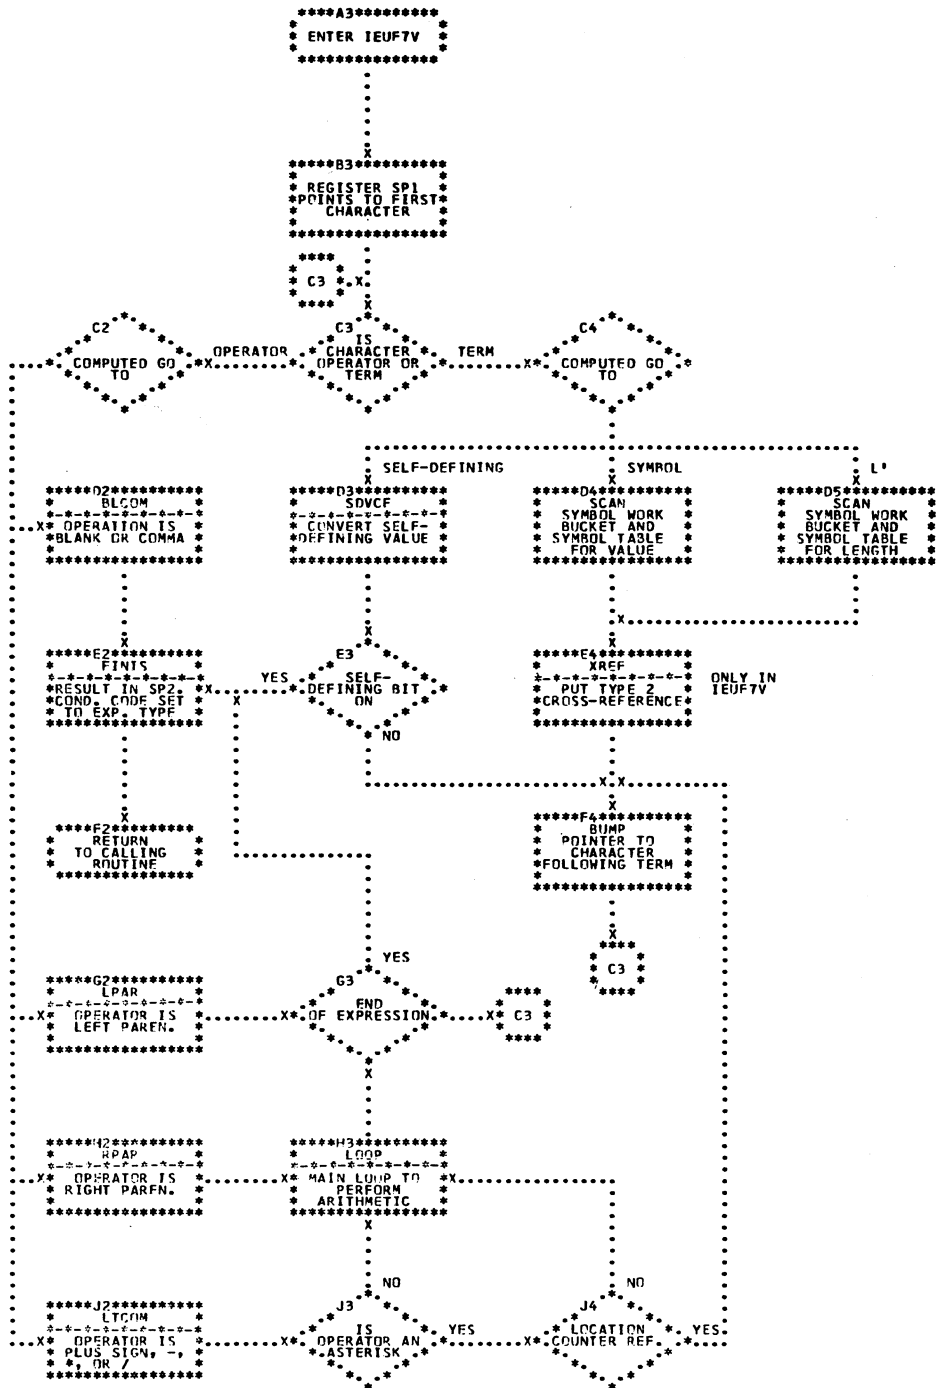 A3
ENTER IEUF7V
B3
REGISTER SP1
POINTS TO FIRST
CHARACTER
C3
C2
COMPUTED GO
TO
OPERATOR
C3
IS
CHARACTER
OPERATOR OR
TERM
TERM
C4
COMPUTED GO
TO
SELF-DEFINING
SYMBOL
L'
D2
BLCOM
OPERATION IS
BLANK OR COMMA
D3
SDVCF
CONVERT SELF-
DEFINING VALUE
D4
SCAN
SYMBOL WORK
BUCKET AND
SYMBOL TABLE
FOR VALUE
D5
SCAN
SYMBOL WORK
BUCKET AND
SYMBOL TABLE
FOR LENGTH
E2
FINIS
RESULT IN SP2.
COND. CODE SET
TO EXP. TYPE
YES
E3
SELF-
DEFINING BIT
ON
NO
E4
XREF
PUT TYPE 2
CROSS-REFERENCE
ONLY IN
IEUF7V
F2
RETURN
TO CALLING
ROUTINE
F4
BUMP
POINTER TO
CHARACTER
FOLLOWING TERM
C3
G2
LPAR
OPERATOR IS
LEFT PAREN.
YES
G3
END
OF EXPRESSION
C3
H2
RPAP
OPERATOR IS
RIGHT PAREN.
H3
LOOP
MAIN LOOP TO
PERFORM
ARITHMETIC
J2
LTCOM
OPERATOR IS
PLUS SIGN, -,
*, OR /
NO
J3
IS
OPERATOR AN
ASTERISK
YES
NO
J4
LOCATION
COUNTER REF.
YES